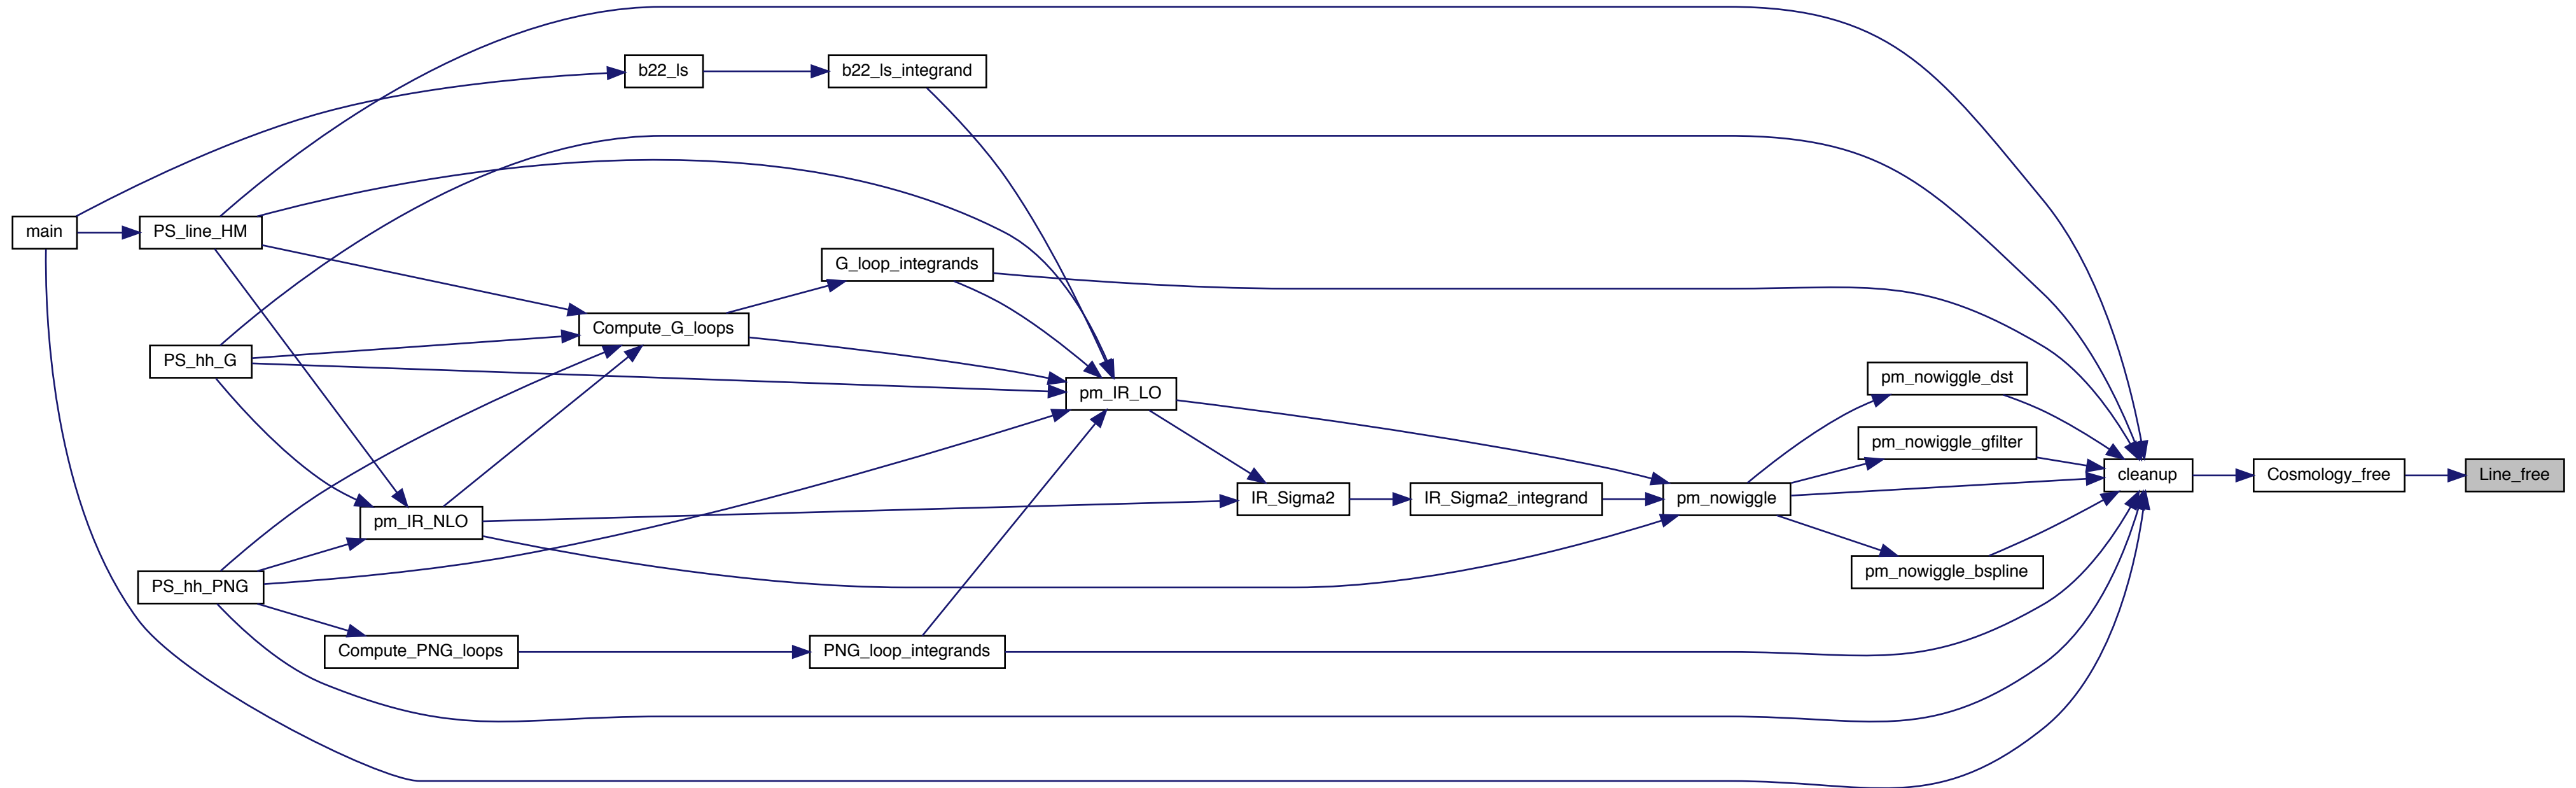 b22_ls
b22_ls_integrand
main
PS_line_HM
G_loop_integrands
Compute_G_loops
PS_hh_G
pm_IR_LO
pm_nowiggle_dst
pm_nowiggle_gfilter
cleanup
Cosmology_free
Line_free
IR_Sigma2
IR_Sigma2_integrand
pm_nowiggle
pm_IR_NLO
pm_nowiggle_bspline
PS_hh_PNG
Compute_PNG_loops
PNG_loop_integrands